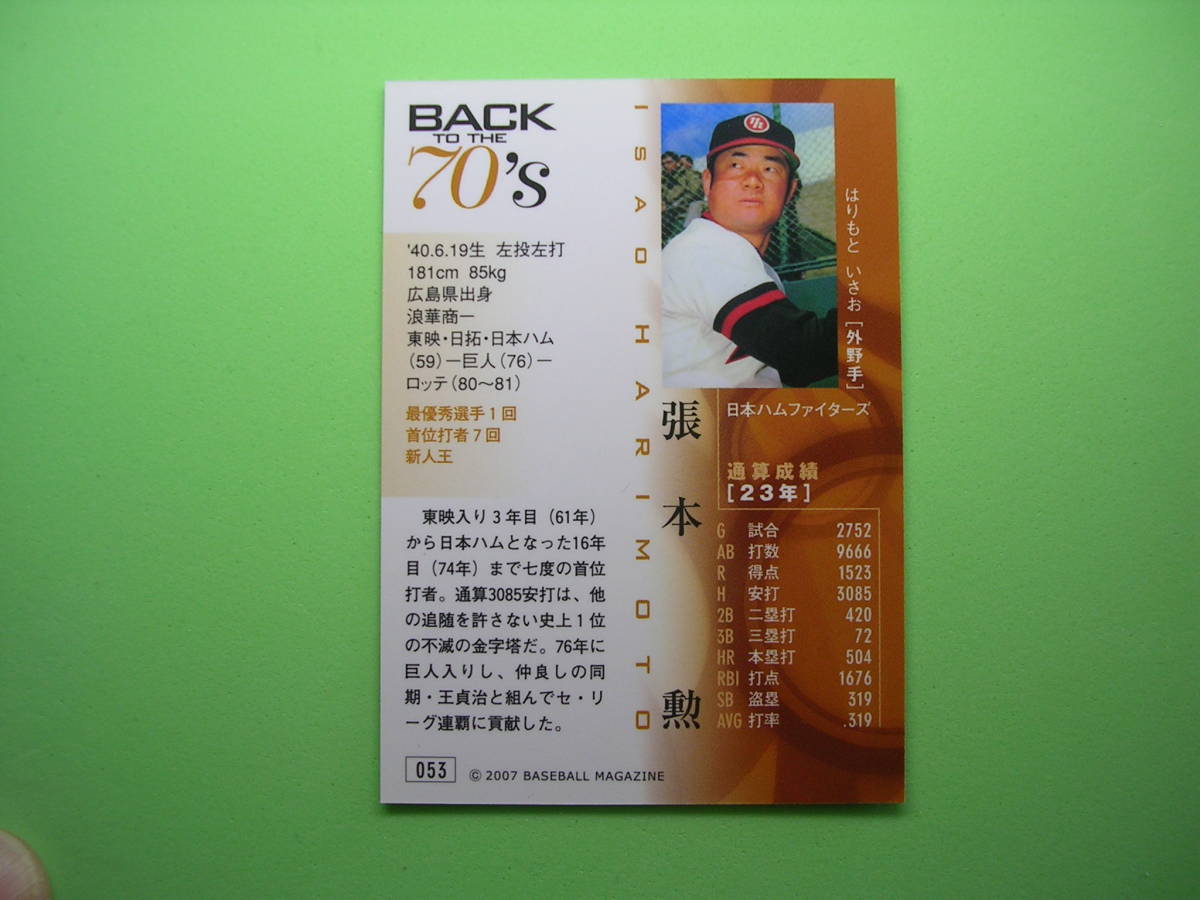 BACK
TO THE
70's
'40.6.19生 左投左打
181cm 85kg
広島県出身
浪華商一
東映・日拓・日本ハム
(59)－巨人(76)－
ロッテ(80～81)
最優秀選手1回
首位打者7回
新人王
東映入り3年目(61年)
から日本ハムとなった16年
目(74年)まで七度の首位
打者。通算3085安打は、他
の追随を許さない史上1位
の不滅の金字塔だ。76年に
巨人入りし、仲良しの同
期・王貞治と組んでセ・リ
ーグ連覇に貢献した。
053 © 2007 BASEBALL MAGAZINE
ISAO HARIMOTO
張本 勲
はりもと いさお [外野手]
日本ハムファイターズ
通算成績
[23年]
G 試合 2752
AB 打数 9666
R 得点 1523
H 安打 3085
2B 二塁打 420
3B 三塁打 72
HR 本塁打 504
RBI 打点 1676
SB 盗塁 319
AVG 打率 .319